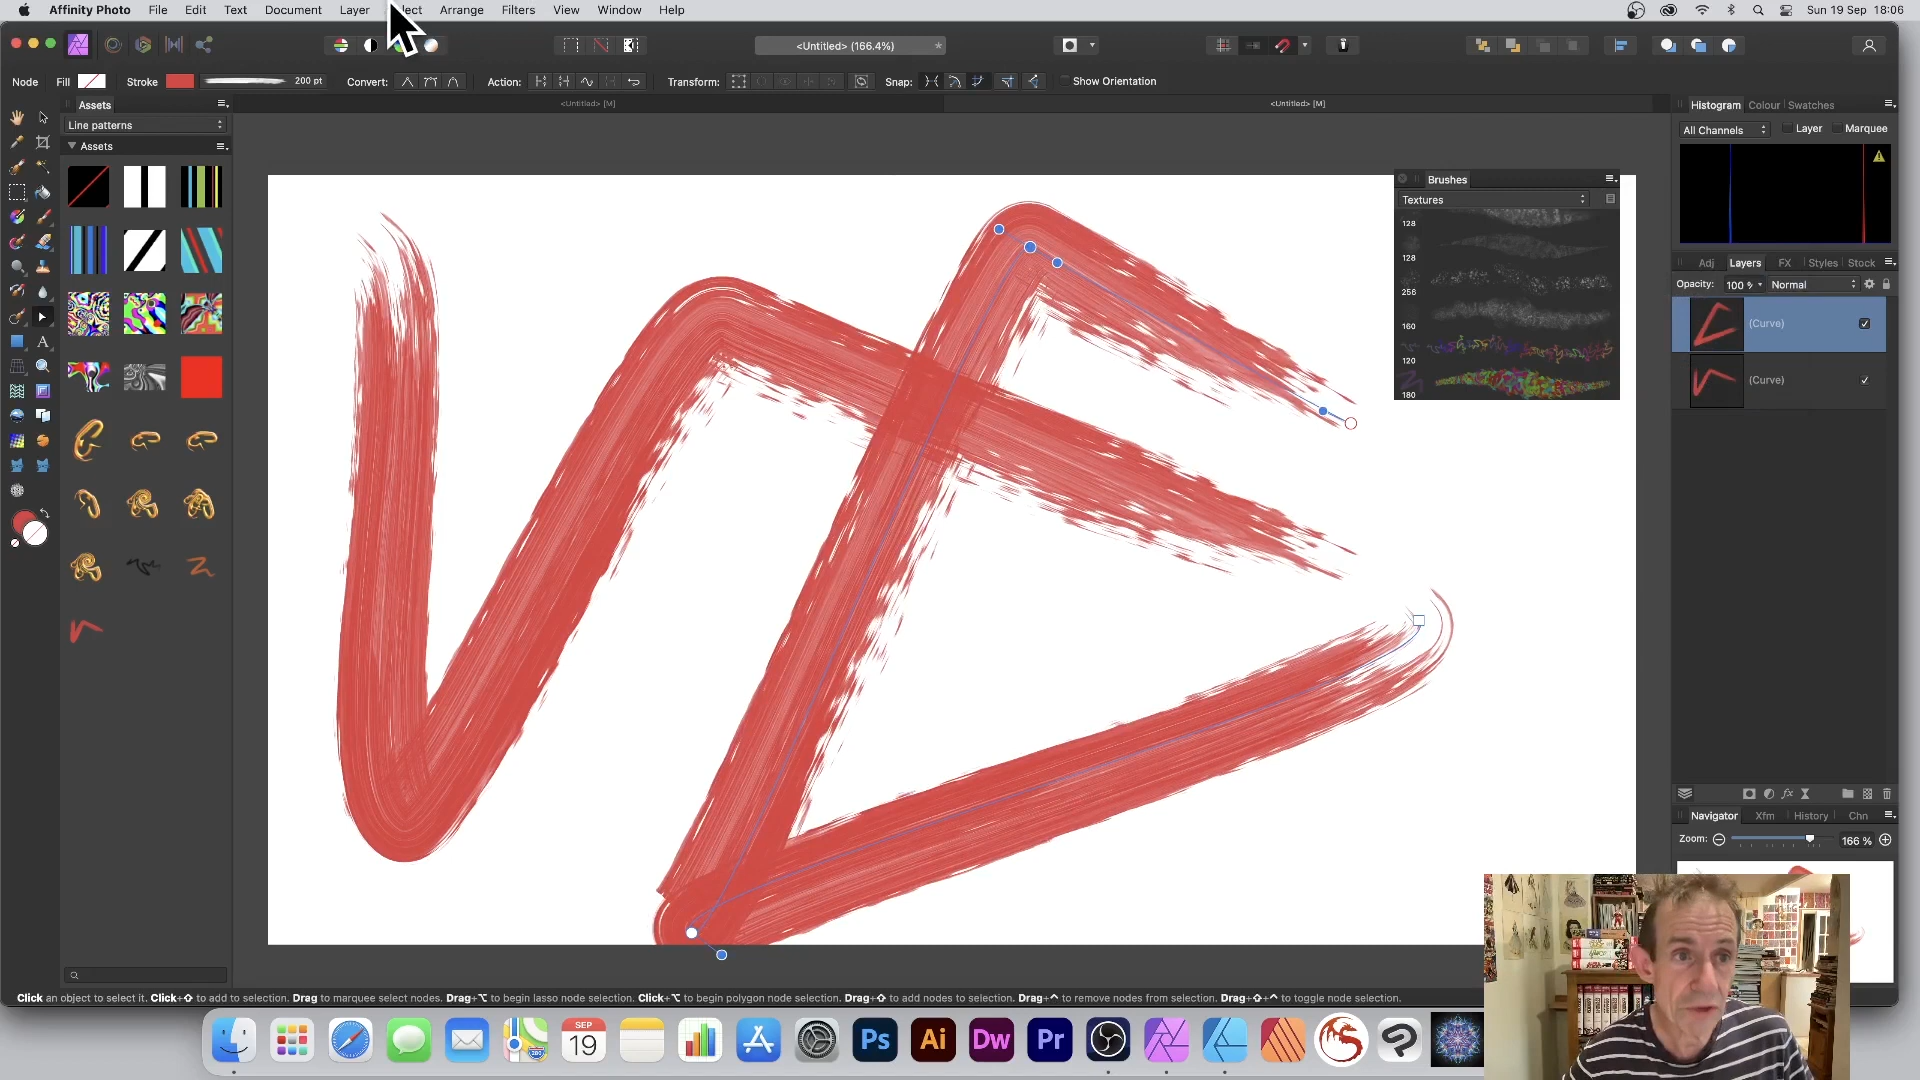 Affinity Photo File Edit Text Document Layer Arrange Filters View Window Help Sun 19 Sep 18:06
<Untitled> (166.4%) *
Node Fill Stroke 200 pt Convert: Action: Transform: Snap: Show Orientation
Assets <Untitled> [M] <Untitled> [M] Histogram Colour Swatches
Line patterns
All Channels Layer Marquee
Assets
Brushes
Textures
128
128
256
160
120
180
Adj Layers FX Styles Stock
Opacity: 100 % Normal
(Curve)
(Curve)
Navigator Xfm History Chn
Zoom: 166 %
Click an object to select it. Click+⇧ to add to selection. Drag to marquee select nodes. Drag+⌥ to begin lasso node selection. Click+⌥ to begin polygon node selection. Drag+⇧ to add nodes to selection. Drag+⌃ to remove nodes from selection. Drag+⇧+⌃ to toggle node selection.
SEP
19
280
Ps Ai Dw Pr